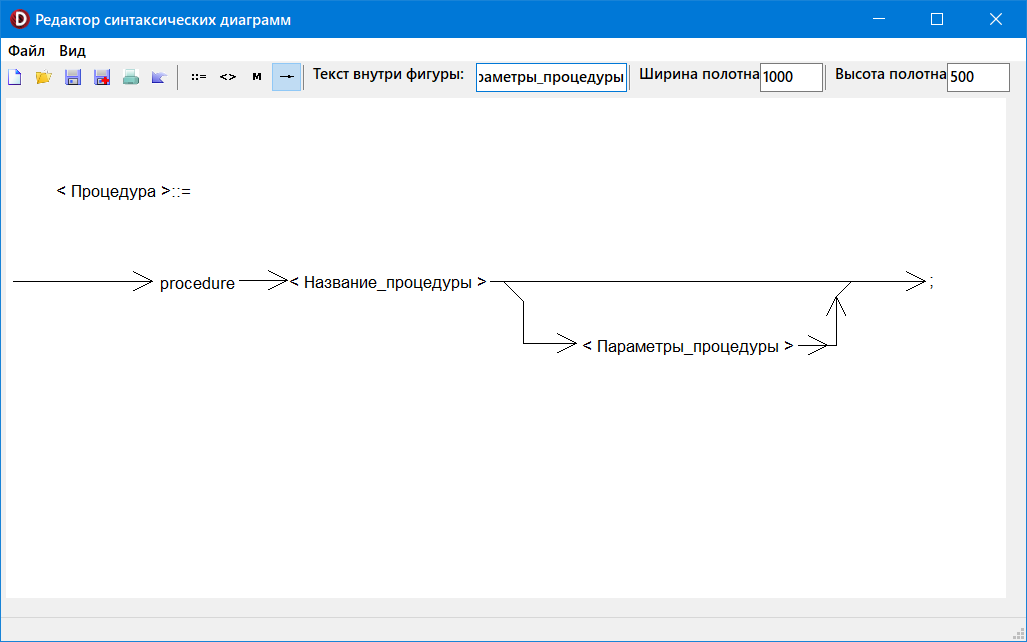 Редактор синтаксических диаграмм
Файл Вид
::= <> M Текст внутри фигуры: раметры_процедуры Ширина полотна 1000 Высота полотна 500
< Процедура >::=
procedure < Название_процедуры > ;
< Параметры_процедуры >